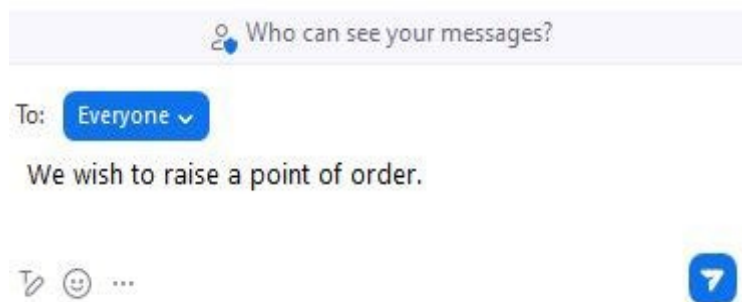 Who can see your messages?
To: Everyone
We wish to raise a point of order.